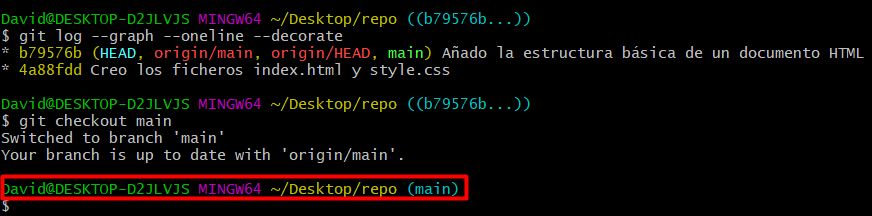 David@DESKTOP-D2JLVJS MINGW64 ~/Desktop/repo ((b79576b...))
$ git log --graph --oneline --decorate
* b79576b (HEAD, origin/main, origin/HEAD, main) Añado la estructura básica de un documento HTML
* 4a88fdd Creo los ficheros index.html y style.css
David@DESKTOP-D2JLVJS MINGW64 ~/Desktop/repo ((b79576b...))
$ git checkout main
Switched to branch 'main'
Your branch is up to date with 'origin/main'.
David@DESKTOP-D2JLVJS MINGW64 ~/Desktop/repo (main)
$